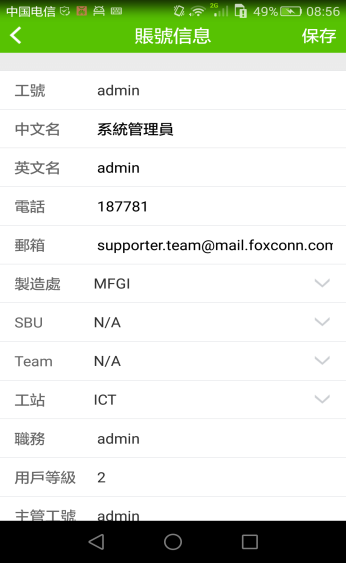 中国电信 2G 49% 08:56
賬號信息 保存
工號 admin
中文名 系統管理員
英文名 admin
電話 187781
郵箱 supporter.team@mail.foxconn.com
製造處 MFGI
SBU N/A
Team N/A
工站 ICT
職務 admin
用戶等級 2
主管工號 admin